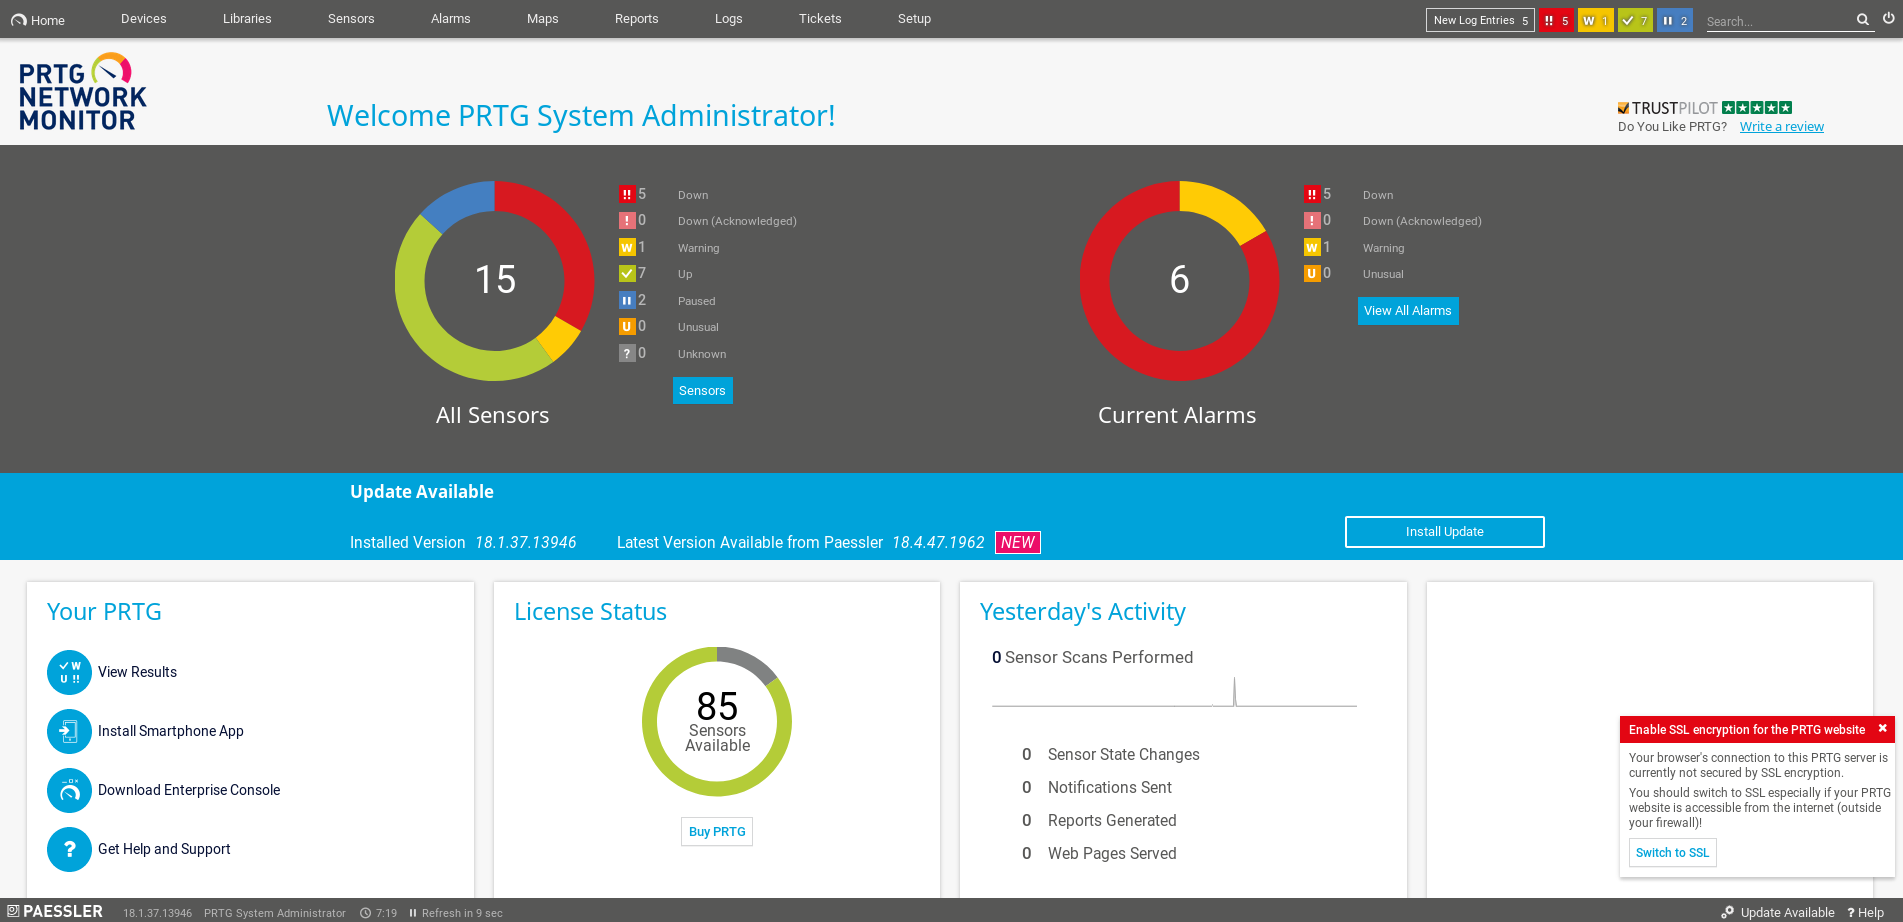 Home Devices Libraries Sensors Alarms Maps Reports Logs Tickets Setup New Log Entries 5 !! 5 W 1 7 2 Search...
PRTG
NETWORK
MONITOR
Welcome PRTG System Administrator!
TRUSTPILOT
Do You Like PRTG? Write a review
15
All Sensors
!! 5 Down
! 0 Down (Acknowledged)
W 1 Warning
7 Up
2 Paused
U 0 Unusual
? 0 Unknown
Sensors
6
Current Alarms
!! 5 Down
! 0 Down (Acknowledged)
W 1 Warning
U 0 Unusual
View All Alarms
Update Available
Installed Version 18.1.37.13946 Latest Version Available from Paessler 18.4.47.1962 NEW
Install Update
Your PRTG
W
U !!
View Results
Install Smartphone App
Download Enterprise Console
? Get Help and Support
License Status
85
Sensors
Available
Buy PRTG
Yesterday's Activity
0 Sensor Scans Performed
0 Sensor State Changes
0 Notifications Sent
0 Reports Generated
0 Web Pages Served
Enable SSL encryption for the PRTG website
Your browser's connection to this PRTG server is
currently not secured by SSL encryption.
You should switch to SSL especially if your PRTG
website is accessible from the internet (outside
your firewall)!
Switch to SSL
PAESSLER 18.1.37.13946 PRTG System Administrator 7:19 Refresh in 9 sec Update Available ? Help